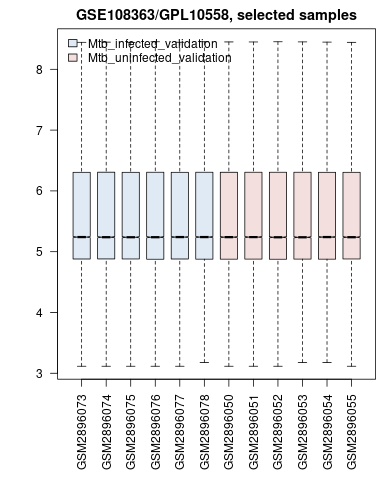 GSE108363/GPL10558, selected samples
Mtb_infected_validation
Mtb_uninfected_validation
8
7
6
5
4
3
GSM2896073
GSM2896074
GSM2896075
GSM2896076
GSM2896077
GSM2896078
GSM2896050
GSM2896051
GSM2896052
GSM2896053
GSM2896054
GSM2896055